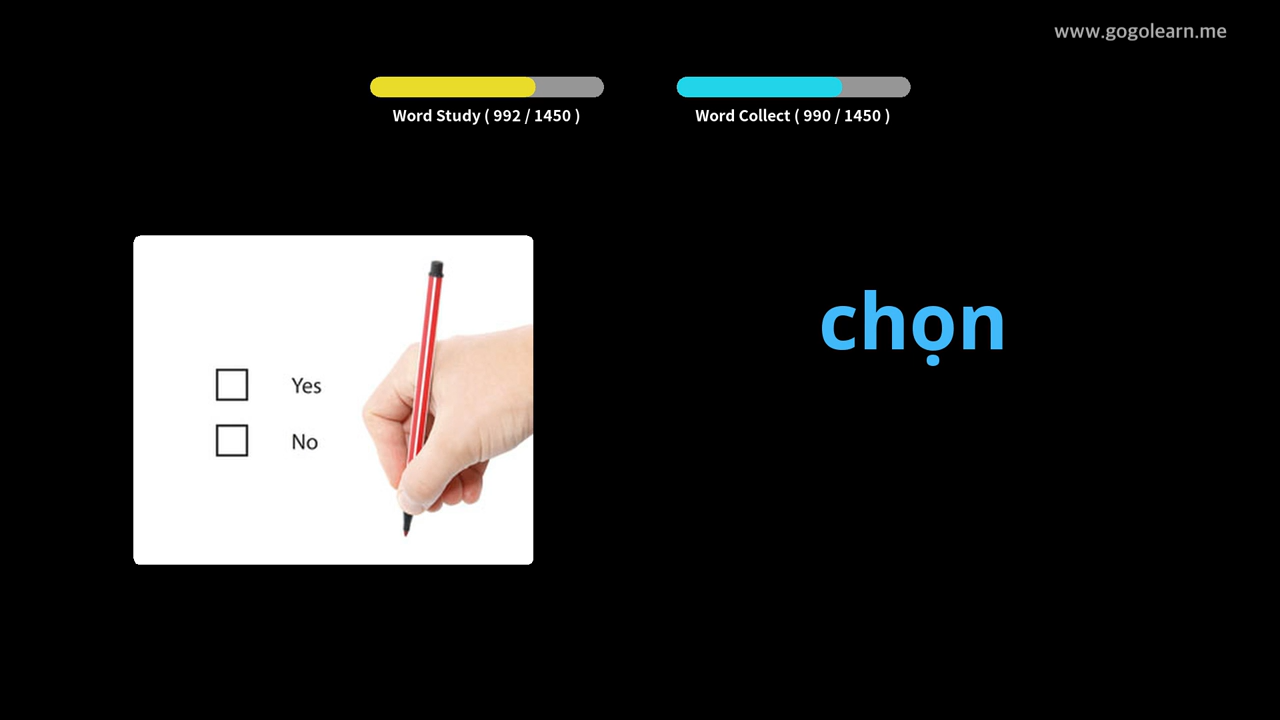 www.gogolearn.me
Word Study ( 992 / 1450 )
Word Collect ( 990 / 1450 )
chọn
Yes
No